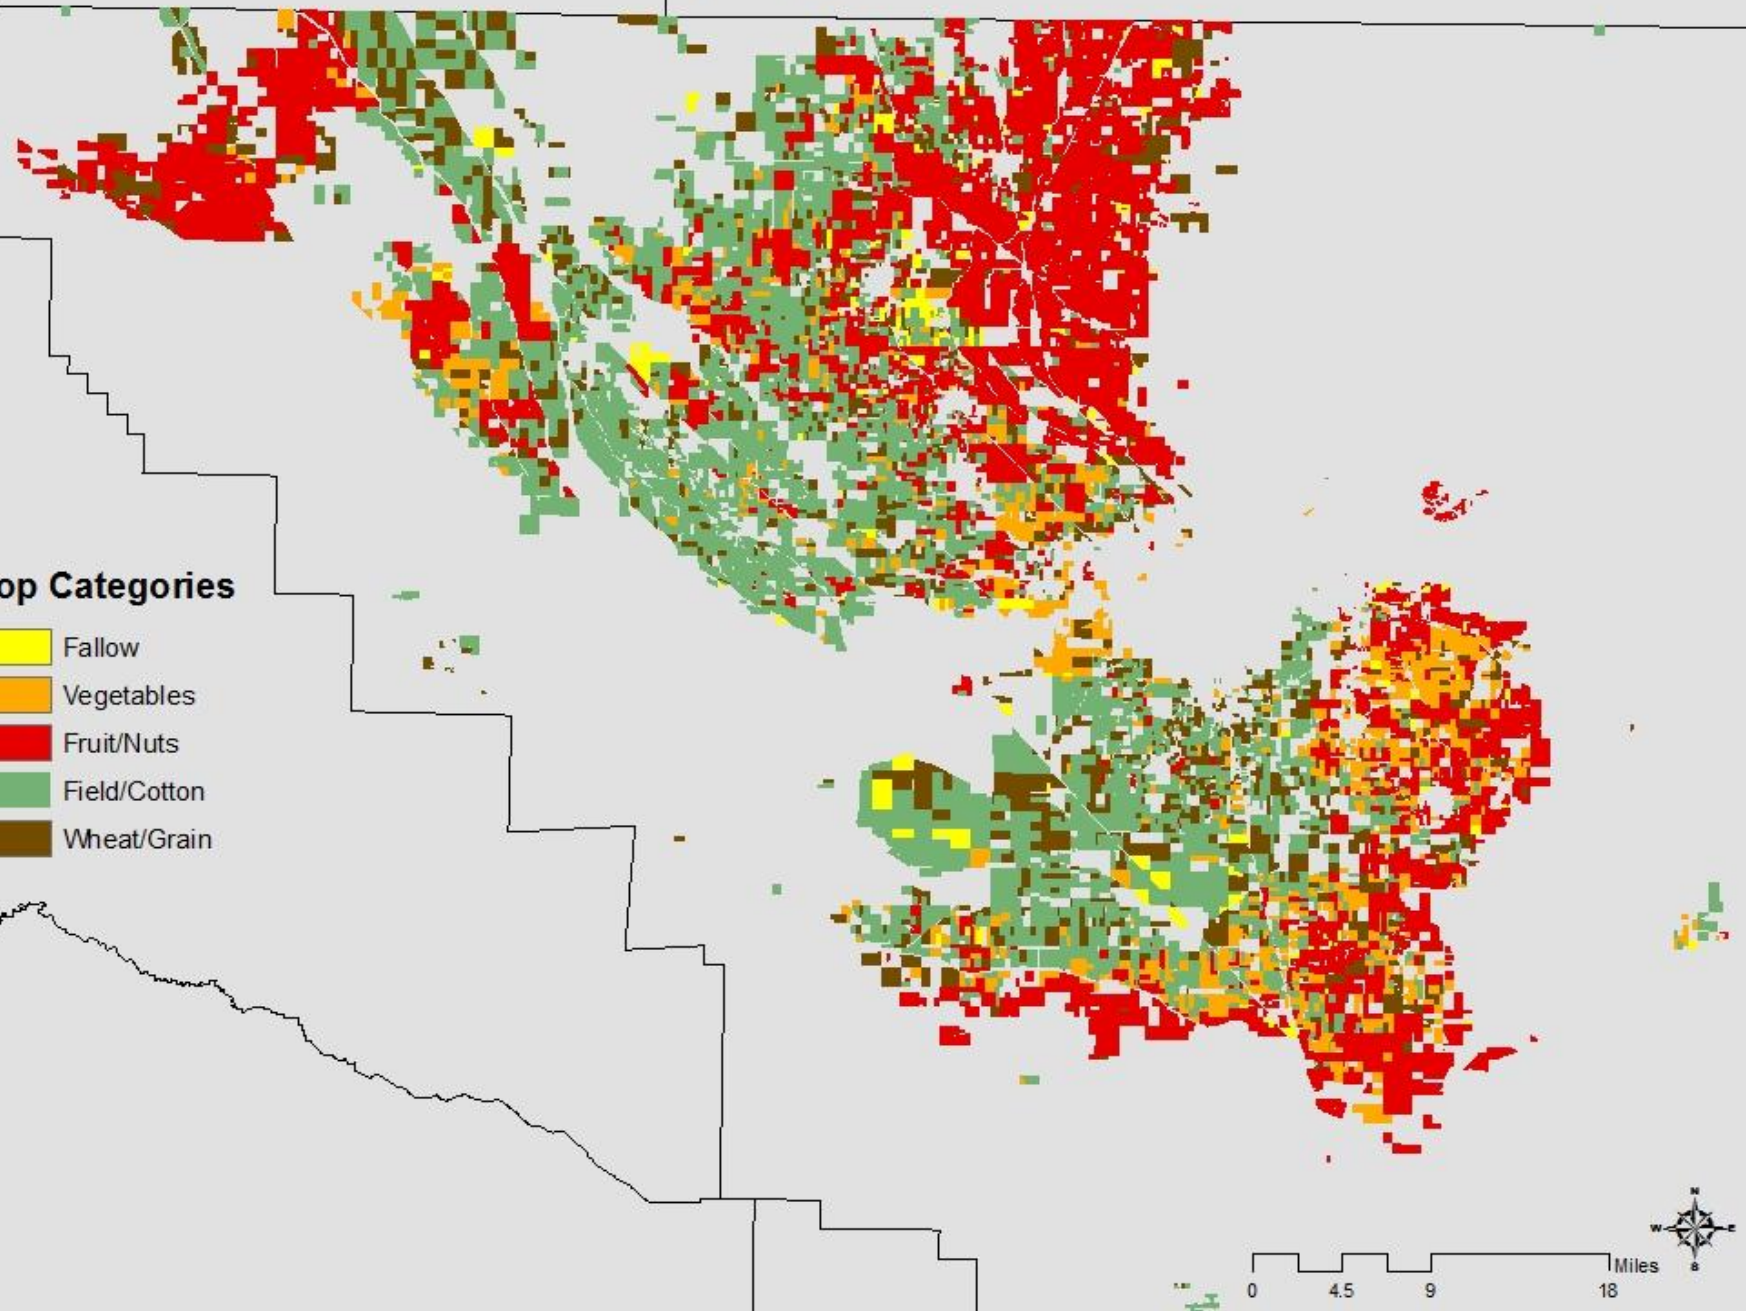 op Categories
Fallow
Vegetables
Fruit/Nuts
Field/Cotton
Wheat/Grain
N
W E
S
Miles
0 4.5 9 18